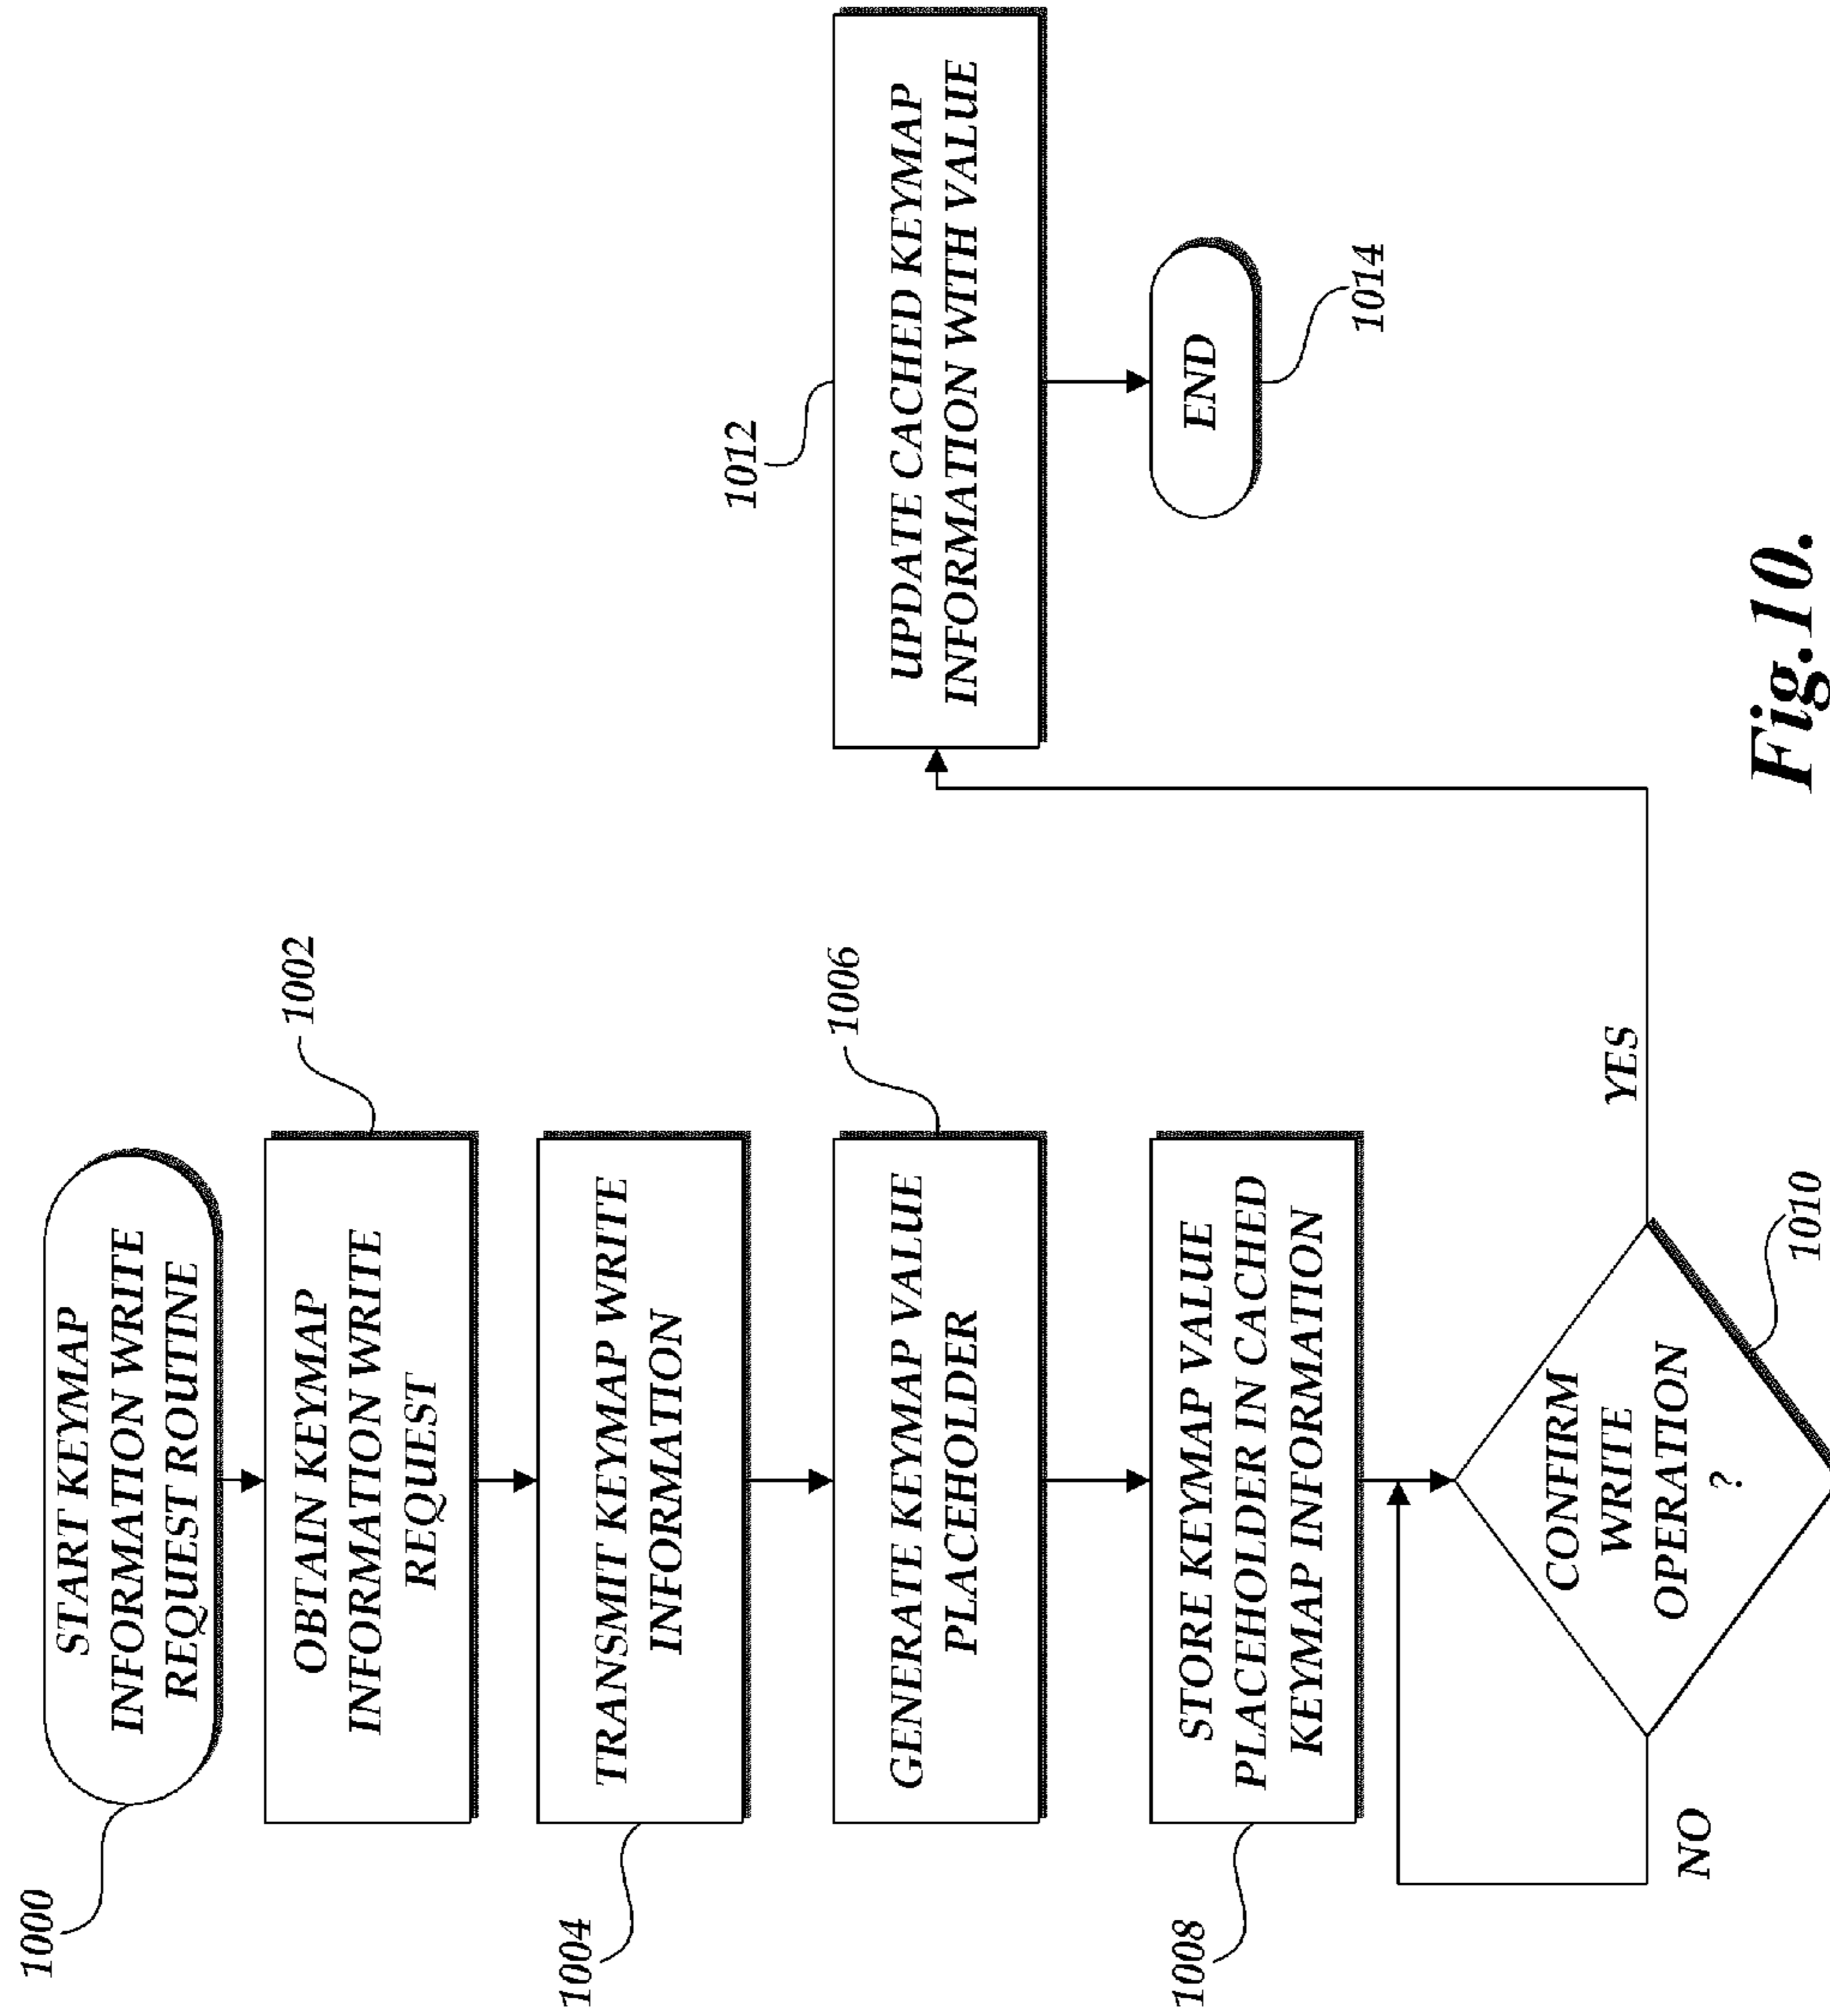 1000
START KEYMAP
INFORMATION WRITE
REQUEST ROUTINE
1002
OBTAIN KEYMAP
INFORMATION WRITE
REQUEST
1004
TRANSMIT KEYMAP WRITE
INFORMATION
1006
GENERATE KEYMAP VALUE
PLACEHOLDER
1008
STORE KEYMAP VALUE
PLACEHOLDER IN CACHED
KEYMAP INFORMATION
CONFIRM
WRITE
OPERATION
?
1010
NO
YES
1012
UPDATE CACHED KEYMAP
INFORMATION WITH VALUE
END
1014
Fig.10.